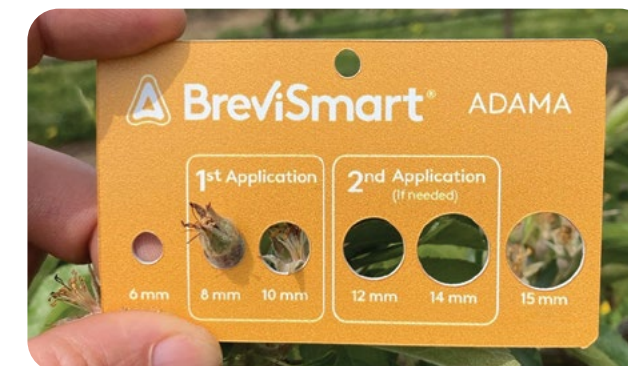 BreviSmart® ADAMA
1st Application
2nd Application
(if needed)
6 mm 8 mm 10 mm 12 mm 14 mm 15 mm